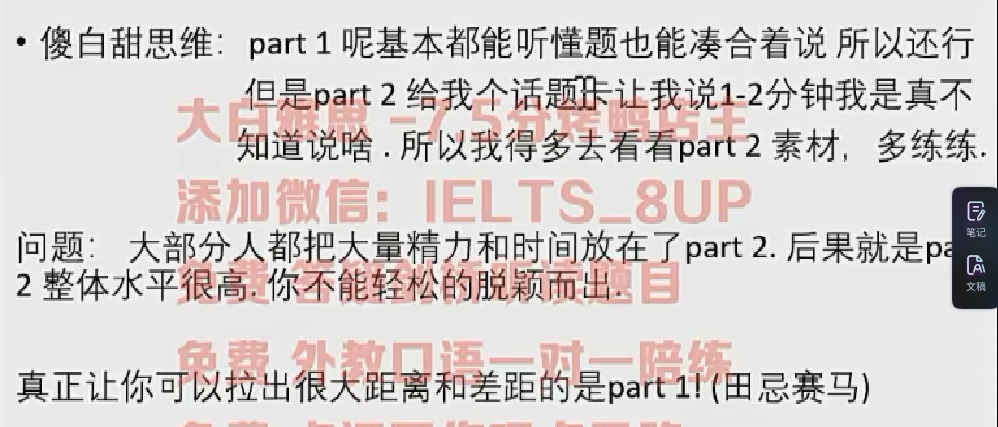 • 傻白甜思维： part 1 呢基本都能听懂题也能凑合着说 所以还行
但是part 2 给我个话题卡让我说1-2分钟我是真不
知道说啥 . 所以我得多去看看part 2 素材， 多练练.
大白雅思 -7.5分烤鸭店主
添加微信：IELTS_8UP
笔记
问题： 大部分人都把大量精力和时间放在了part 2. 后果就是pa
2 整体水平很高. 你不能轻松的脱颖而出.
文稿
免费 题目
免费 外教口语一对一陪练
真正让你可以拉出很大距离和差距的是part 1! (田忌赛马)